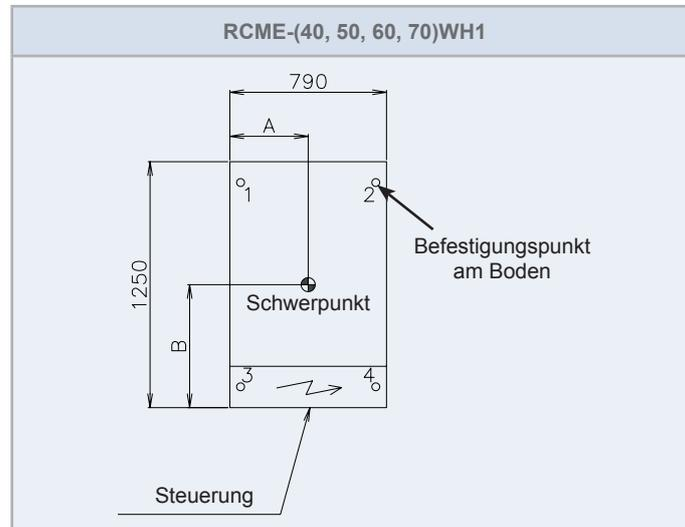 RCME-(40, 50, 60, 70)WH1
790
A
1
2
Befestigungspunkt
am Boden
1250
Schwerpunkt
B
3
4
Steuerung